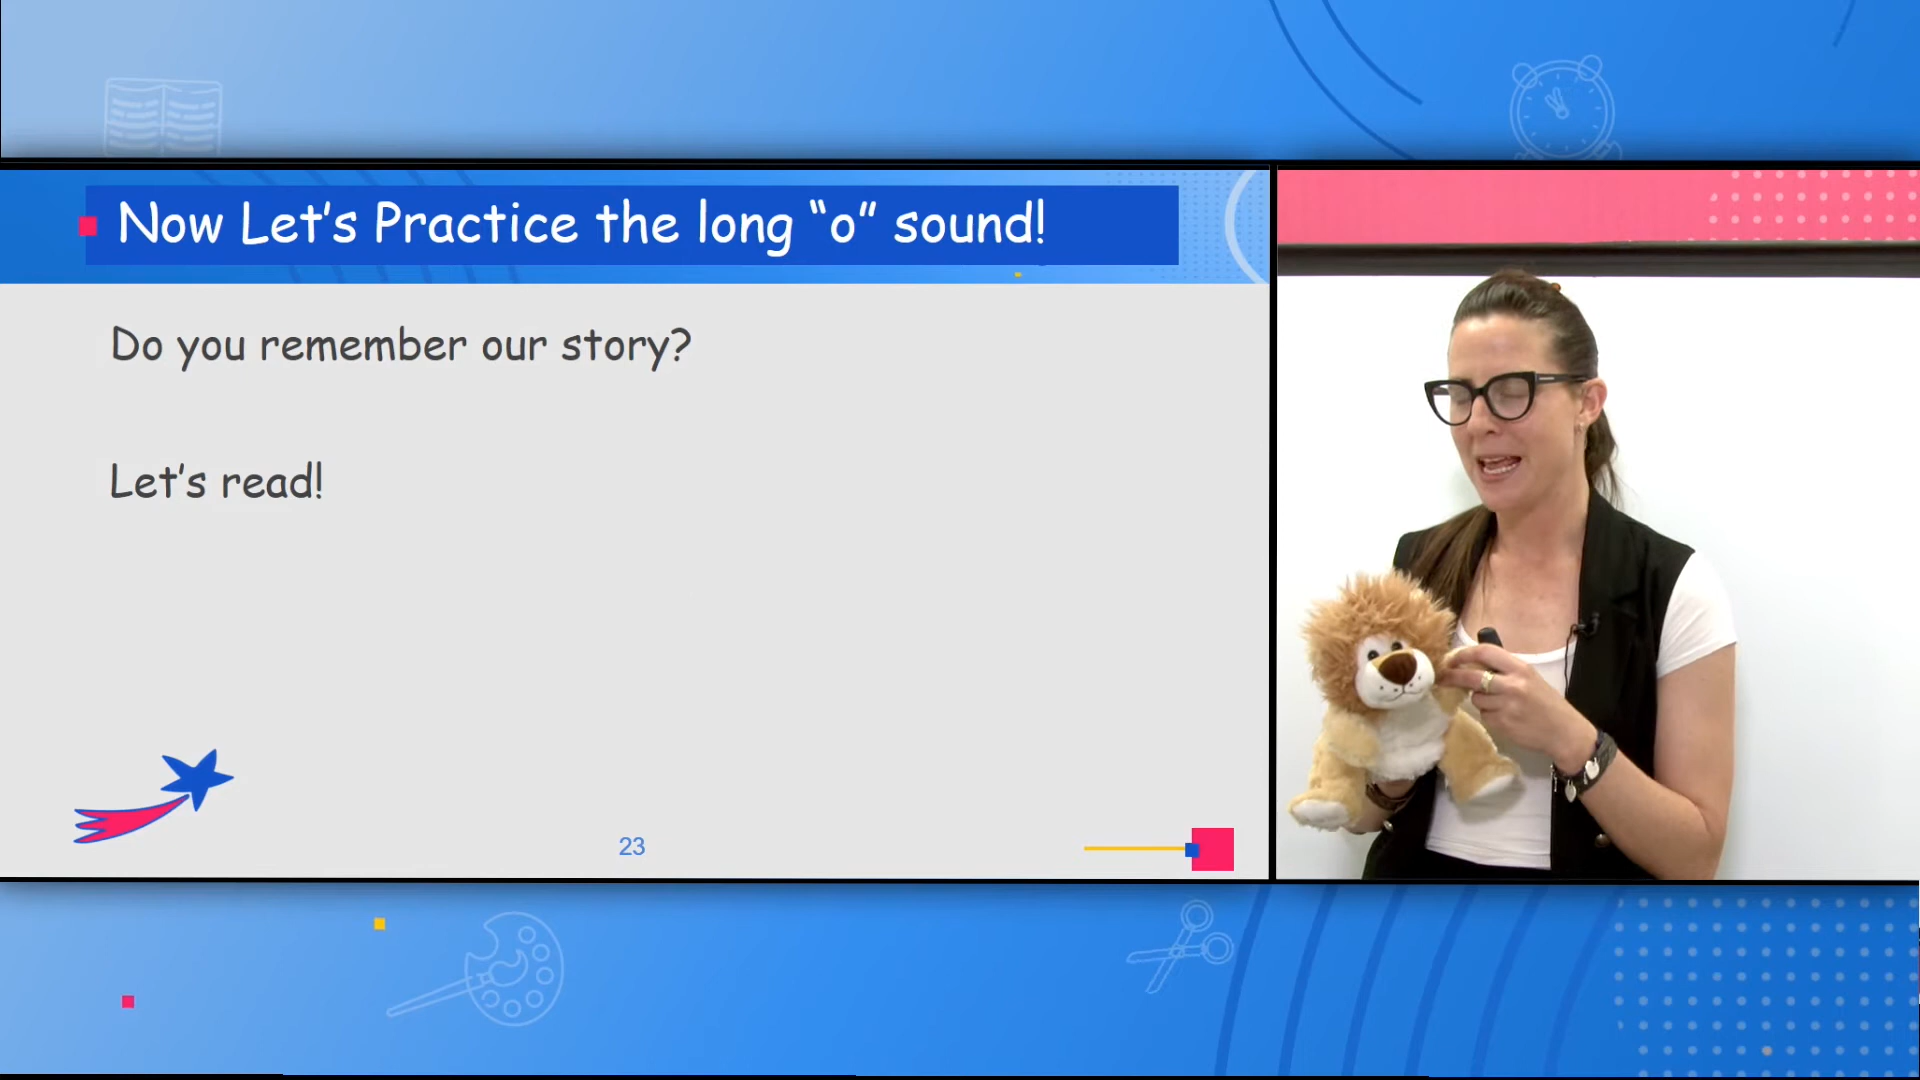 Now Let's Practice the long “o” sound!
Do you remember our story?
Let's read!
23